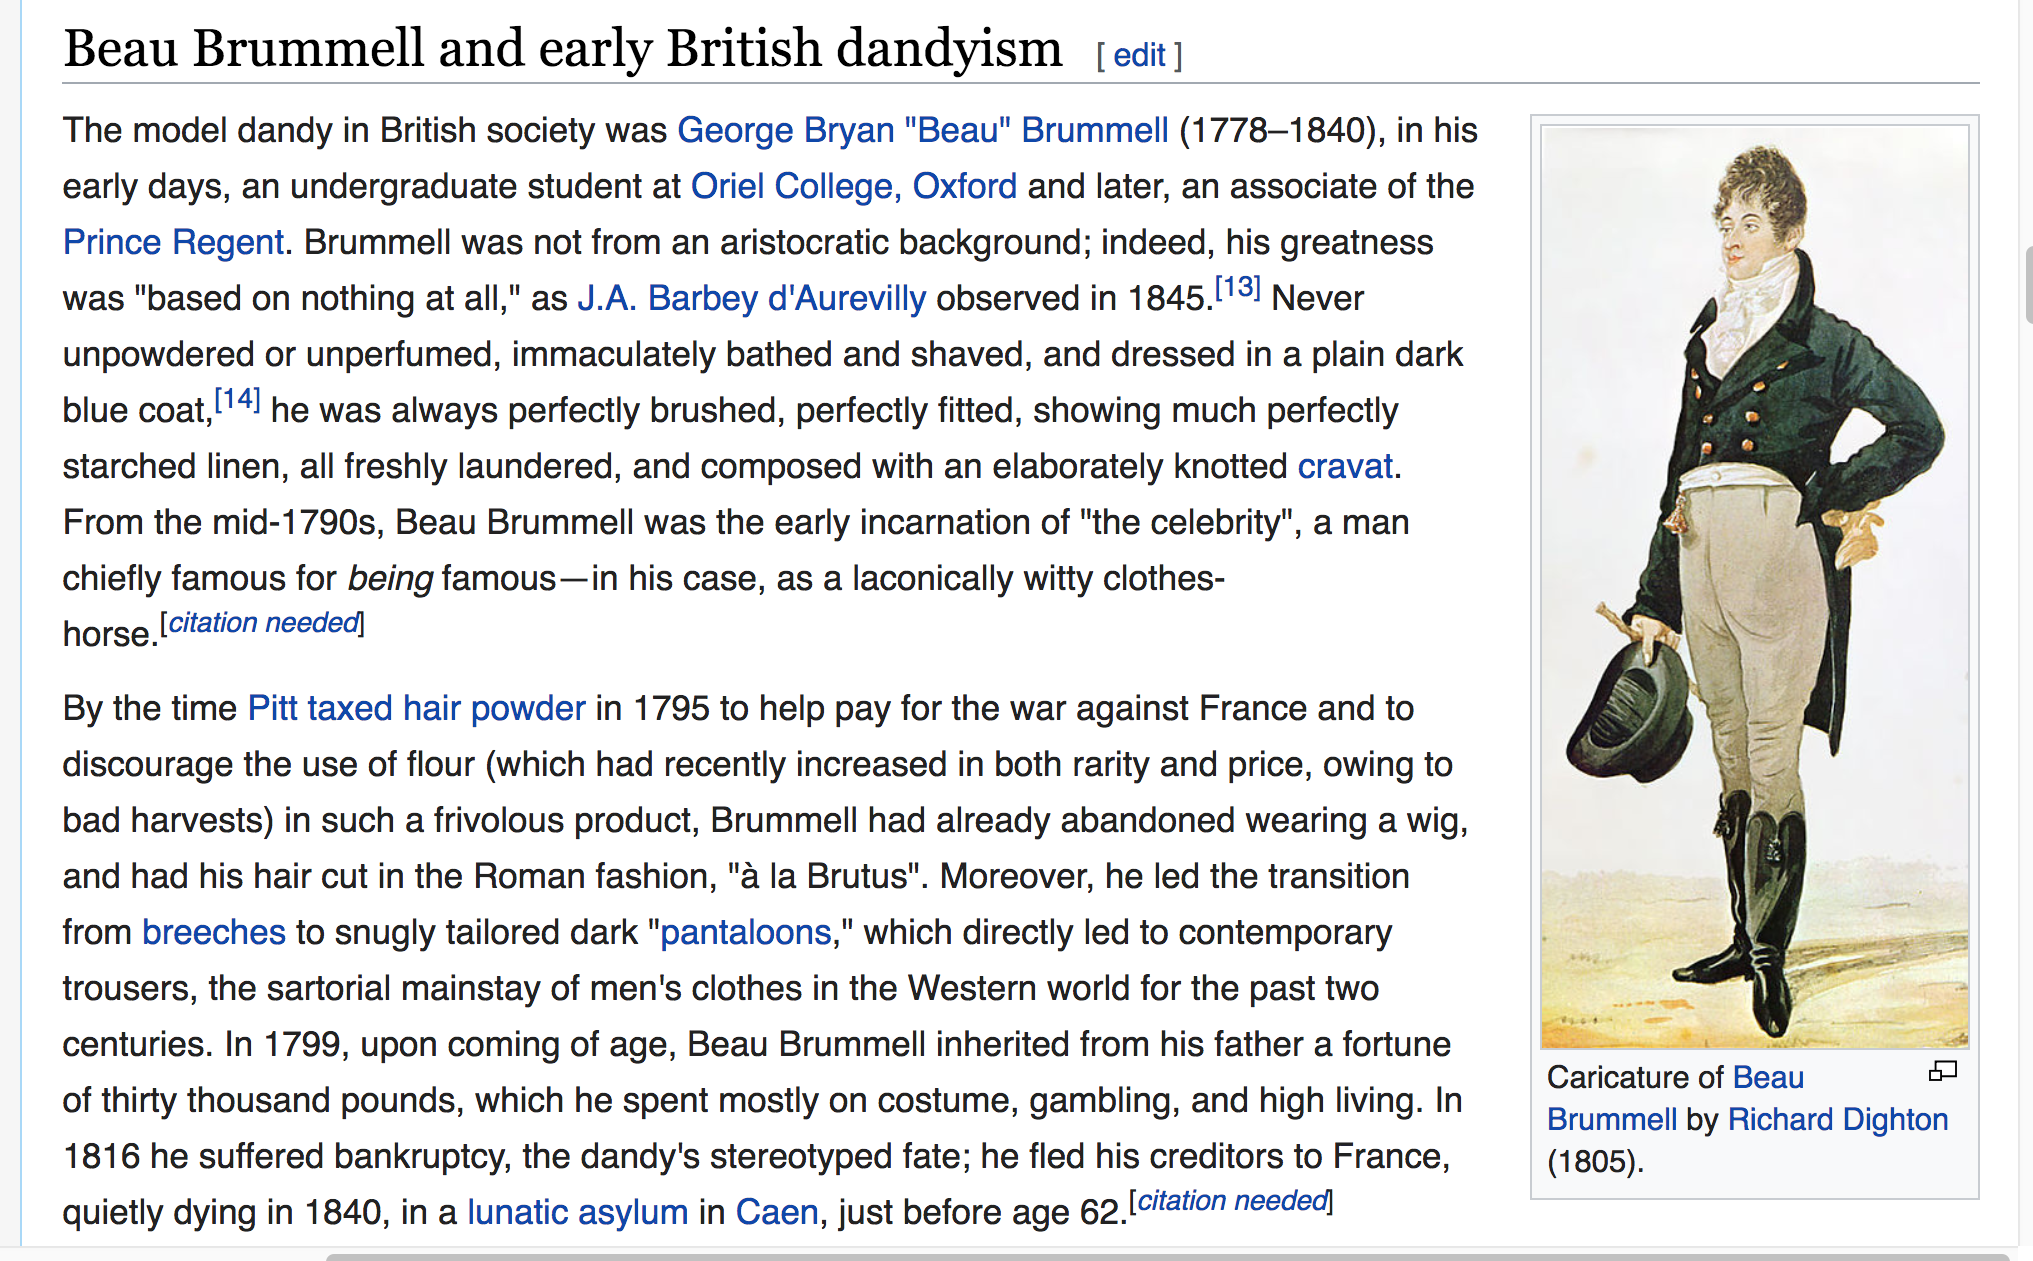 Beau Brummell and early British dandyism [ edit ]
The model dandy in British society was George Bryan "Beau" Brummell (1778–1840), in his
early days, an undergraduate student at Oriel College, Oxford and later, an associate of the
Prince Regent. Brummell was not from an aristocratic background; indeed, his greatness
was "based on nothing at all," as J.A. Barbey d'Aurevilly observed in 1845.[13] Never
unpowdered or unperfumed, immaculately bathed and shaved, and dressed in a plain dark
blue coat,[14] he was always perfectly brushed, perfectly fitted, showing much perfectly
starched linen, all freshly laundered, and composed with an elaborately knotted cravat.
From the mid-1790s, Beau Brummell was the early incarnation of "the celebrity", a man
chiefly famous for being famous—in his case, as a laconically witty clothes-
horse.[citation needed]
By the time Pitt taxed hair powder in 1795 to help pay for the war against France and to
discourage the use of flour (which had recently increased in both rarity and price, owing to
bad harvests) in such a frivolous product, Brummell had already abandoned wearing a wig,
and had his hair cut in the Roman fashion, "à la Brutus". Moreover, he led the transition
from breeches to snugly tailored dark "pantaloons," which directly led to contemporary
trousers, the sartorial mainstay of men's clothes in the Western world for the past two
centuries. In 1799, upon coming of age, Beau Brummell inherited from his father a fortune
of thirty thousand pounds, which he spent mostly on costume, gambling, and high living. In
1816 he suffered bankruptcy, the dandy's stereotyped fate; he fled his creditors to France,
quietly dying in 1840, in a lunatic asylum in Caen, just before age 62.[citation needed]
Caricature of Beau
Brummell by Richard Dighton
(1805).